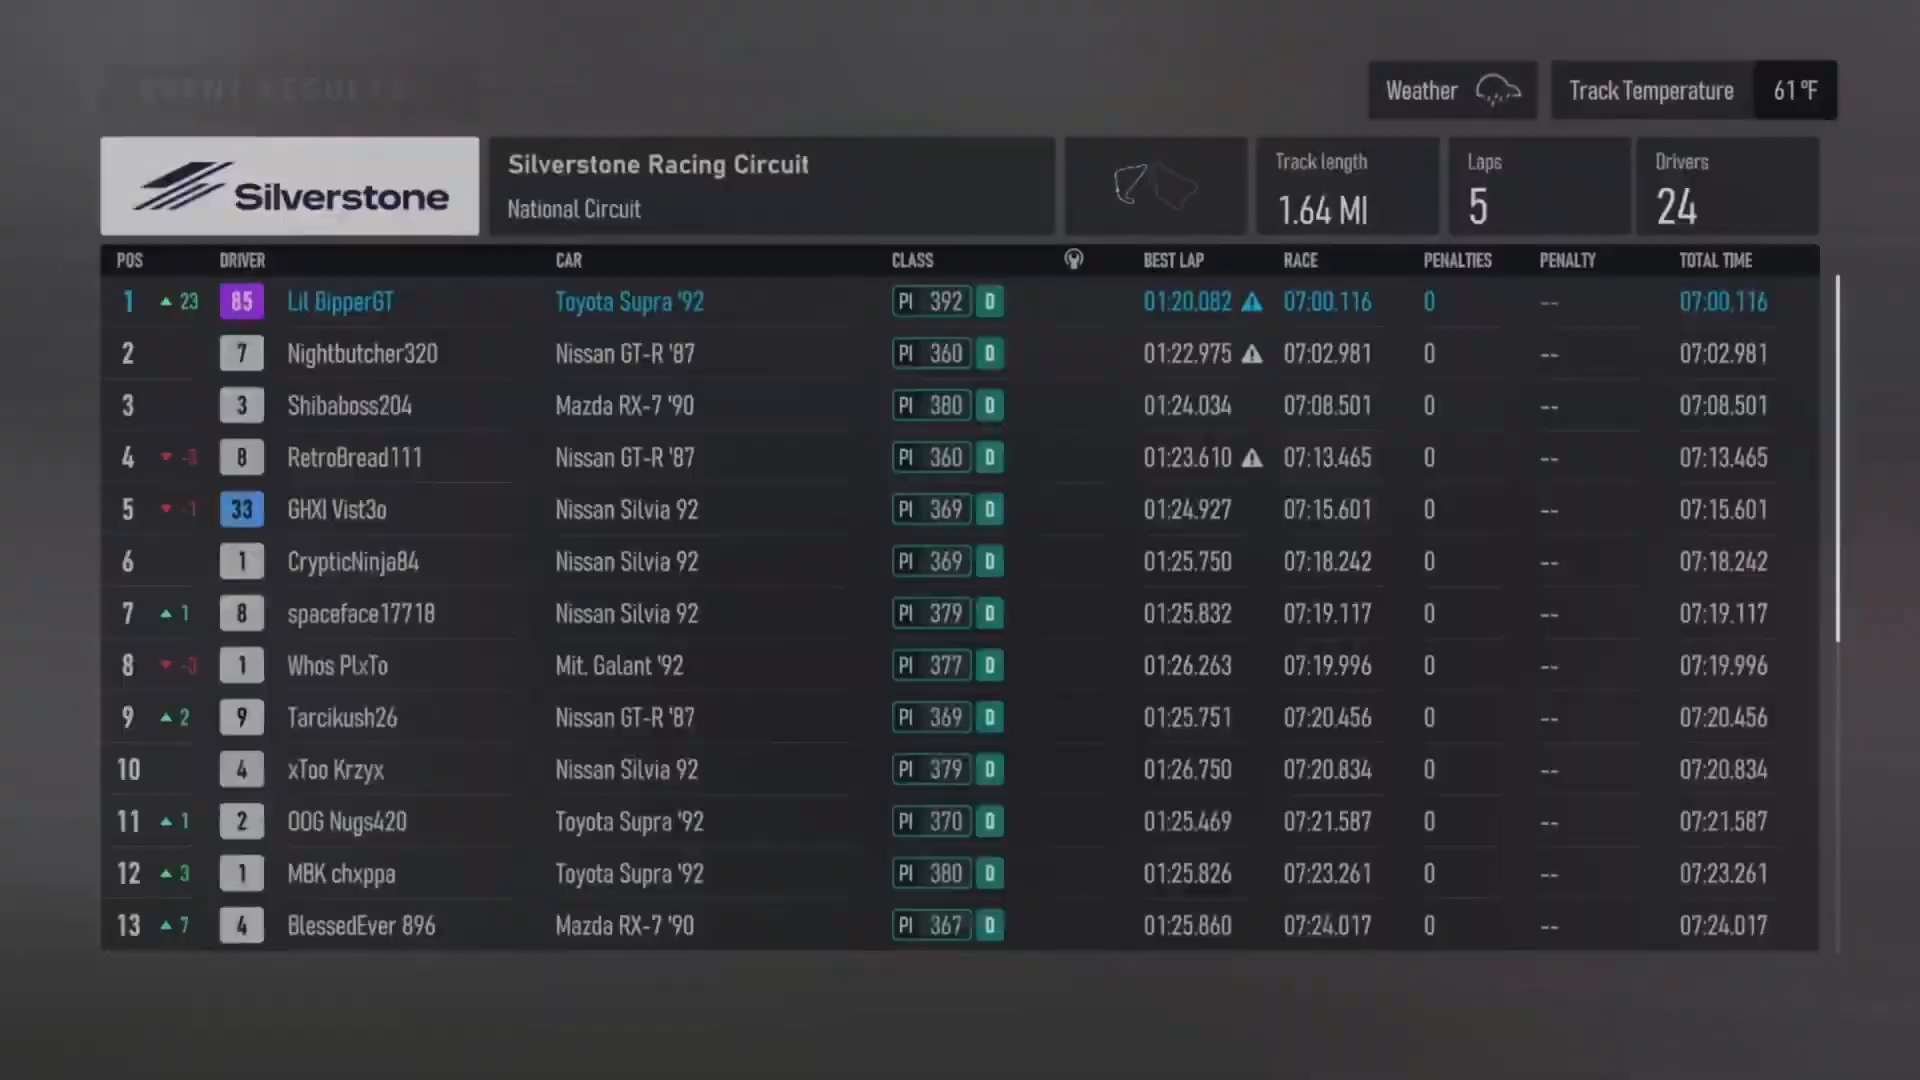 EVENT RESULTS
Weather Track Temperature 61°F
Silverstone
Silverstone Racing Circuit
National Circuit
Track length
1.64 MI
Laps
5
Drivers
24
POS DRIVER CAR CLASS BEST LAP RACE PENALTIES PENALTY TOTAL TIME
1 23 85 Lil BipperGT Toyota Supra '92 PI 392 D 01:20.082 07:00.116 0 -- 07:00.116
2 7 Nightbutcher320 Nissan GT-R '87 PI 360 D 01:22.975 07:02.981 0 -- 07:02.981
3 3 Shibaboss204 Mazda RX-7 '90 PI 380 D 01:24.034 07:08.501 0 -- 07:08.501
4 -3 8 RetroBread111 Nissan GT-R '87 PI 360 D 01:23.610 07:13.465 0 -- 07:13.465
5 -1 33 GHXI Vist3o Nissan Silvia 92 PI 369 D 01:24.927 07:15.601 0 -- 07:15.601
6 1 CrypticNinja84 Nissan Silvia 92 PI 369 D 01:25.750 07:18.242 0 -- 07:18.242
7 1 8 spaceface17718 Nissan Silvia 92 PI 379 D 01:25.832 07:19.117 0 -- 07:19.117
8 -3 1 Whos PlxTo Mit. Galant '92 PI 377 D 01:26.263 07:19.996 0 -- 07:19.996
9 2 9 Tarcikush26 Nissan GT-R '87 PI 369 D 01:25.751 07:20.456 0 -- 07:20.456
10 4 xToo Krzyx Nissan Silvia 92 PI 379 D 01:26.750 07:20.834 0 -- 07:20.834
11 1 2 OOG Nugs420 Toyota Supra '92 PI 370 D 01:25.469 07:21.587 0 -- 07:21.587
12 3 1 MBK chxppa Toyota Supra '92 PI 380 D 01:25.826 07:23.261 0 -- 07:23.261
13 7 4 BlessedEver 896 Mazda RX-7 '90 PI 367 D 01:25.860 07:24.017 0 -- 07:24.017